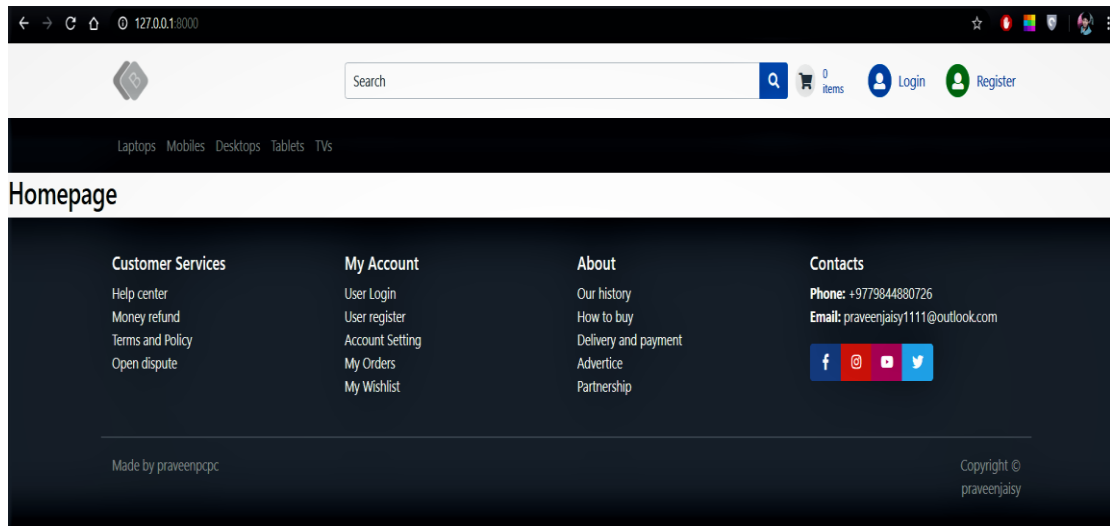 127.0.0.1:8000
Search
0
items
Login
Register
Laptops Mobiles Desktops Tablets TVs
Homepage
Customer Services
Help center
Money refund
Terms and Policy
Open dispute
My Account
User Login
User register
Account Setting
My Orders
My Wishlist
About
Our history
How to buy
Delivery and payment
Advertice
Partnership
Contacts
Phone: +9779844880726
Email: praveenjaisy1111@outlook.com
Made by praveenpcpc
Copyright ©
praveenjaisy